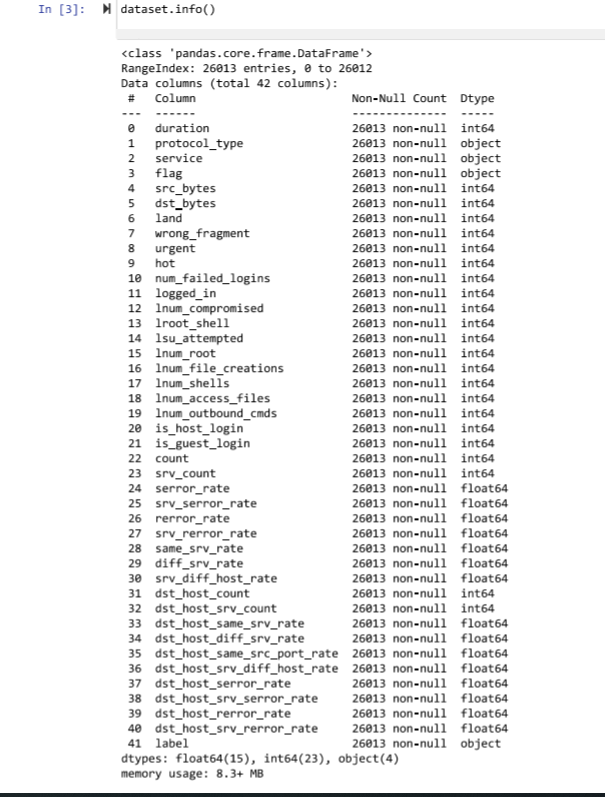 In [3]: dataset.info()
<class 'pandas.core.frame.DataFrame'>
RangeIndex: 26013 entries, 0 to 26012
Data columns (total 42 columns):
 #   Column                       Non-Null Count  Dtype
---  ------                       --------------  -----
 0   duration                     26013 non-null  int64
 1   protocol_type                26013 non-null  object
 2   service                      26013 non-null  object
 3   flag                         26013 non-null  object
 4   src_bytes                    26013 non-null  int64
 5   dst_bytes                    26013 non-null  int64
 6   land                         26013 non-null  int64
 7   wrong_fragment               26013 non-null  int64
 8   urgent                       26013 non-null  int64
 9   hot                          26013 non-null  int64
 10  num_failed_logins            26013 non-null  int64
 11  logged_in                    26013 non-null  int64
 12  lnum_compromised             26013 non-null  int64
 13  lroot_shell                  26013 non-null  int64
 14  lsu_attempted                26013 non-null  int64
 15  lnum_root                    26013 non-null  int64
 16  lnum_file_creations          26013 non-null  int64
 17  lnum_shells                  26013 non-null  int64
 18  lnum_access_files            26013 non-null  int64
 19  lnum_outbound_cmds           26013 non-null  int64
 20  is_host_login                26013 non-null  int64
 21  is_guest_login               26013 non-null  int64
 22  count                        26013 non-null  int64
 23  srv_count                    26013 non-null  int64
 24  serror_rate                  26013 non-null  float64
 25  srv_serror_rate              26013 non-null  float64
 26  rerror_rate                  26013 non-null  float64
 27  srv_rerror_rate              26013 non-null  float64
 28  same_srv_rate                26013 non-null  float64
 29  diff_srv_rate                26013 non-null  float64
 30  srv_diff_host_rate           26013 non-null  float64
 31  dst_host_count               26013 non-null  int64
 32  dst_host_srv_count           26013 non-null  int64
 33  dst_host_same_srv_rate       26013 non-null  float64
 34  dst_host_diff_srv_rate       26013 non-null  float64
 35  dst_host_same_src_port_rate  26013 non-null  float64
 36  dst_host_srv_diff_host_rate  26013 non-null  float64
 37  dst_host_serror_rate         26013 non-null  float64
 38  dst_host_srv_serror_rate     26013 non-null  float64
 39  dst_host_rerror_rate         26013 non-null  float64
 40  dst_host_srv_rerror_rate     26013 non-null  float64
 41  label                        26013 non-null  object
dtypes: float64(15), int64(23), object(4)
memory usage: 8.3+ MB